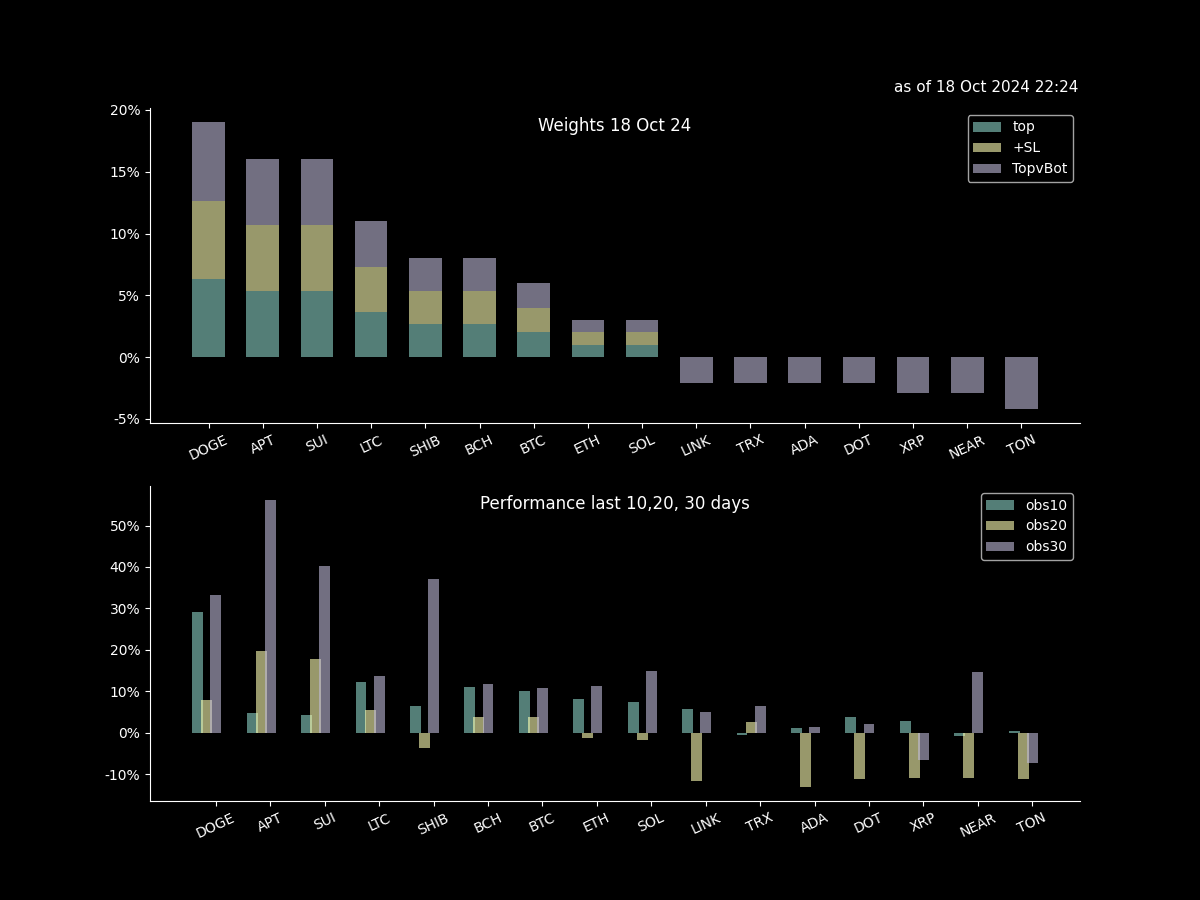 as of 18 Oct 2024 22:24
Weights 18 Oct 24
top
+SL
TopvBot
20%
15%
10%
5%
0%
-5%
DOGE APT SUI LTC SHIB BCH BTC ETH SOL LINK TRX ADA DOT XRP NEAR TON
Performance last 10,20, 30 days
obs10
obs20
obs30
50%
40%
30%
20%
10%
0%
-10%
DOGE APT SUI LTC SHIB BCH BTC ETH SOL LINK TRX ADA DOT XRP NEAR TON